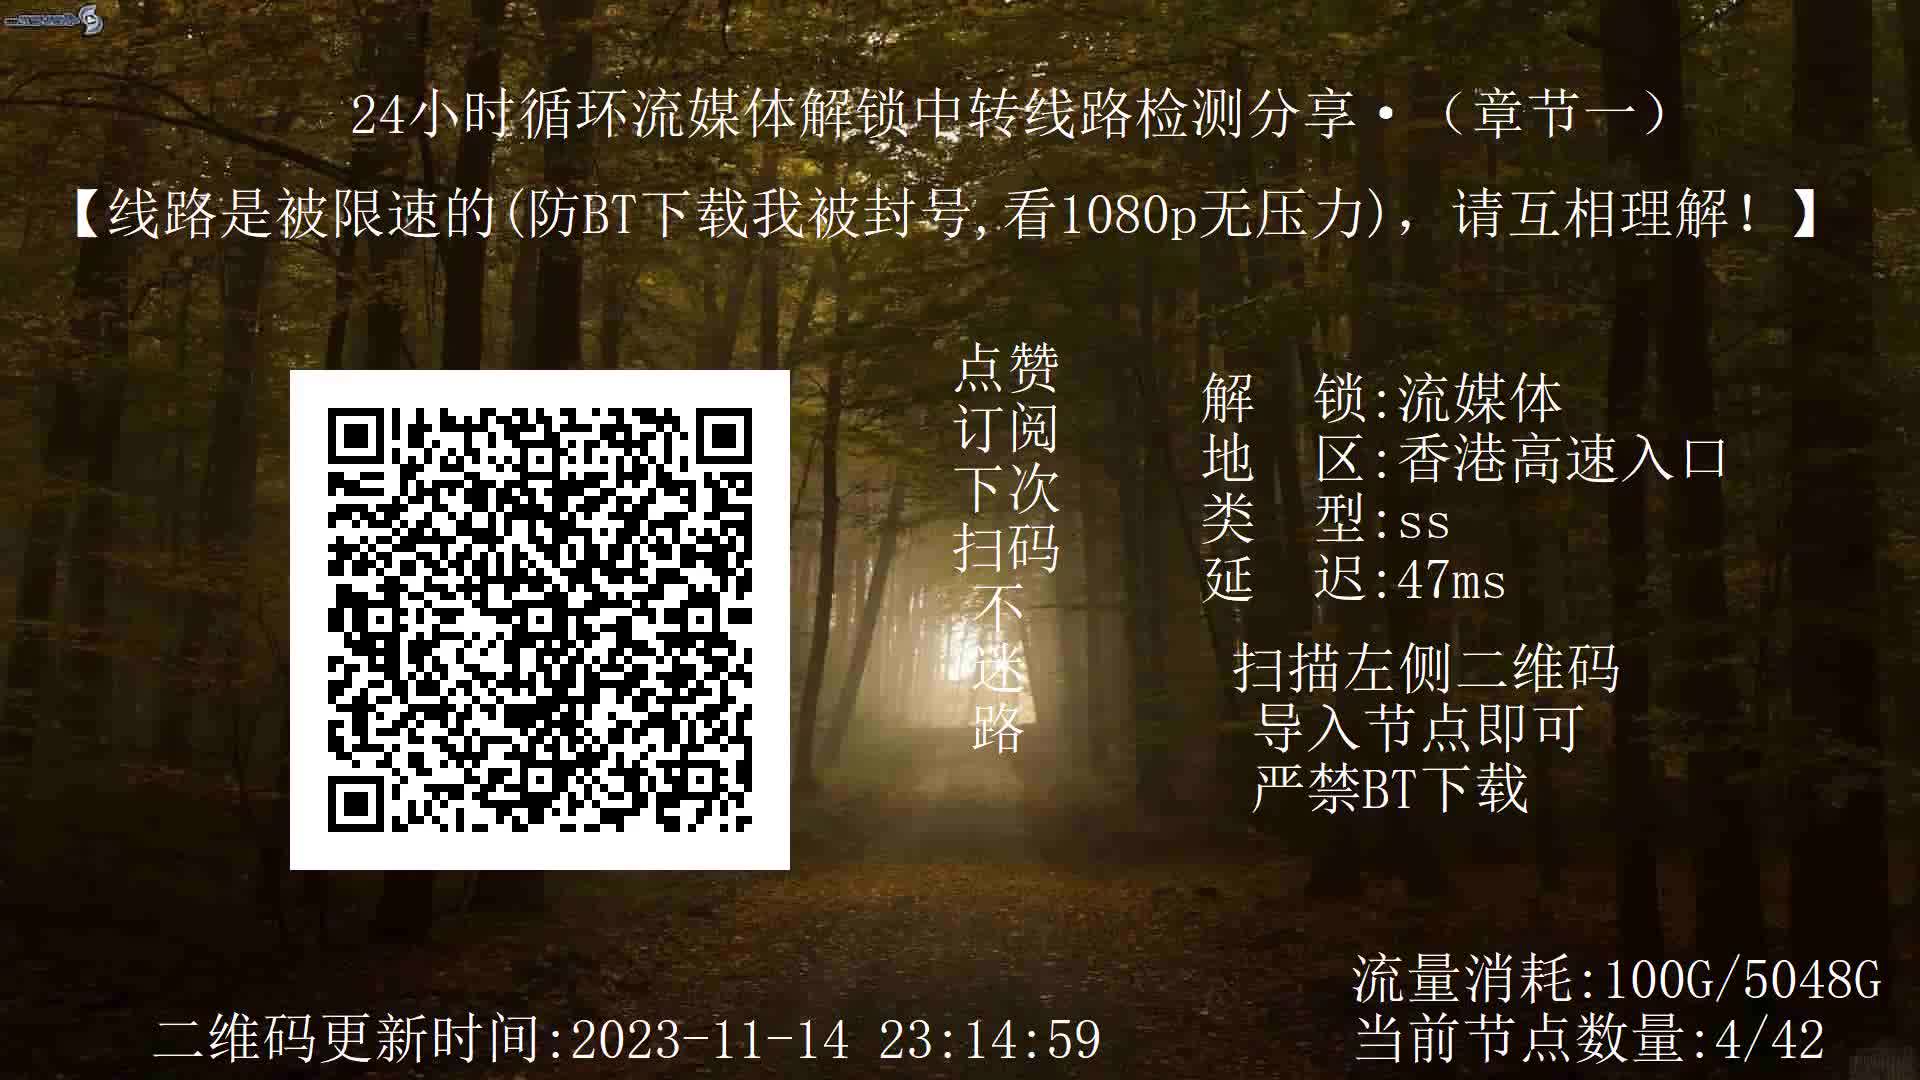 24小时循环流媒体解锁中转线路检测分享·（章节一）
【线路是被限速的(防BT下载我被封号,看1080p无压力)，请互相理解！】
点赞
订阅
下次
扫码
不
迷
路
解　锁:流媒体
地　区:香港高速入口
类　型:ss
延　迟:47ms
扫描左侧二维码
导入节点即可
严禁BT下载
流量消耗:100G/5048G
二维码更新时间:2023-11-14 23:14:59
当前节点数量:4/42